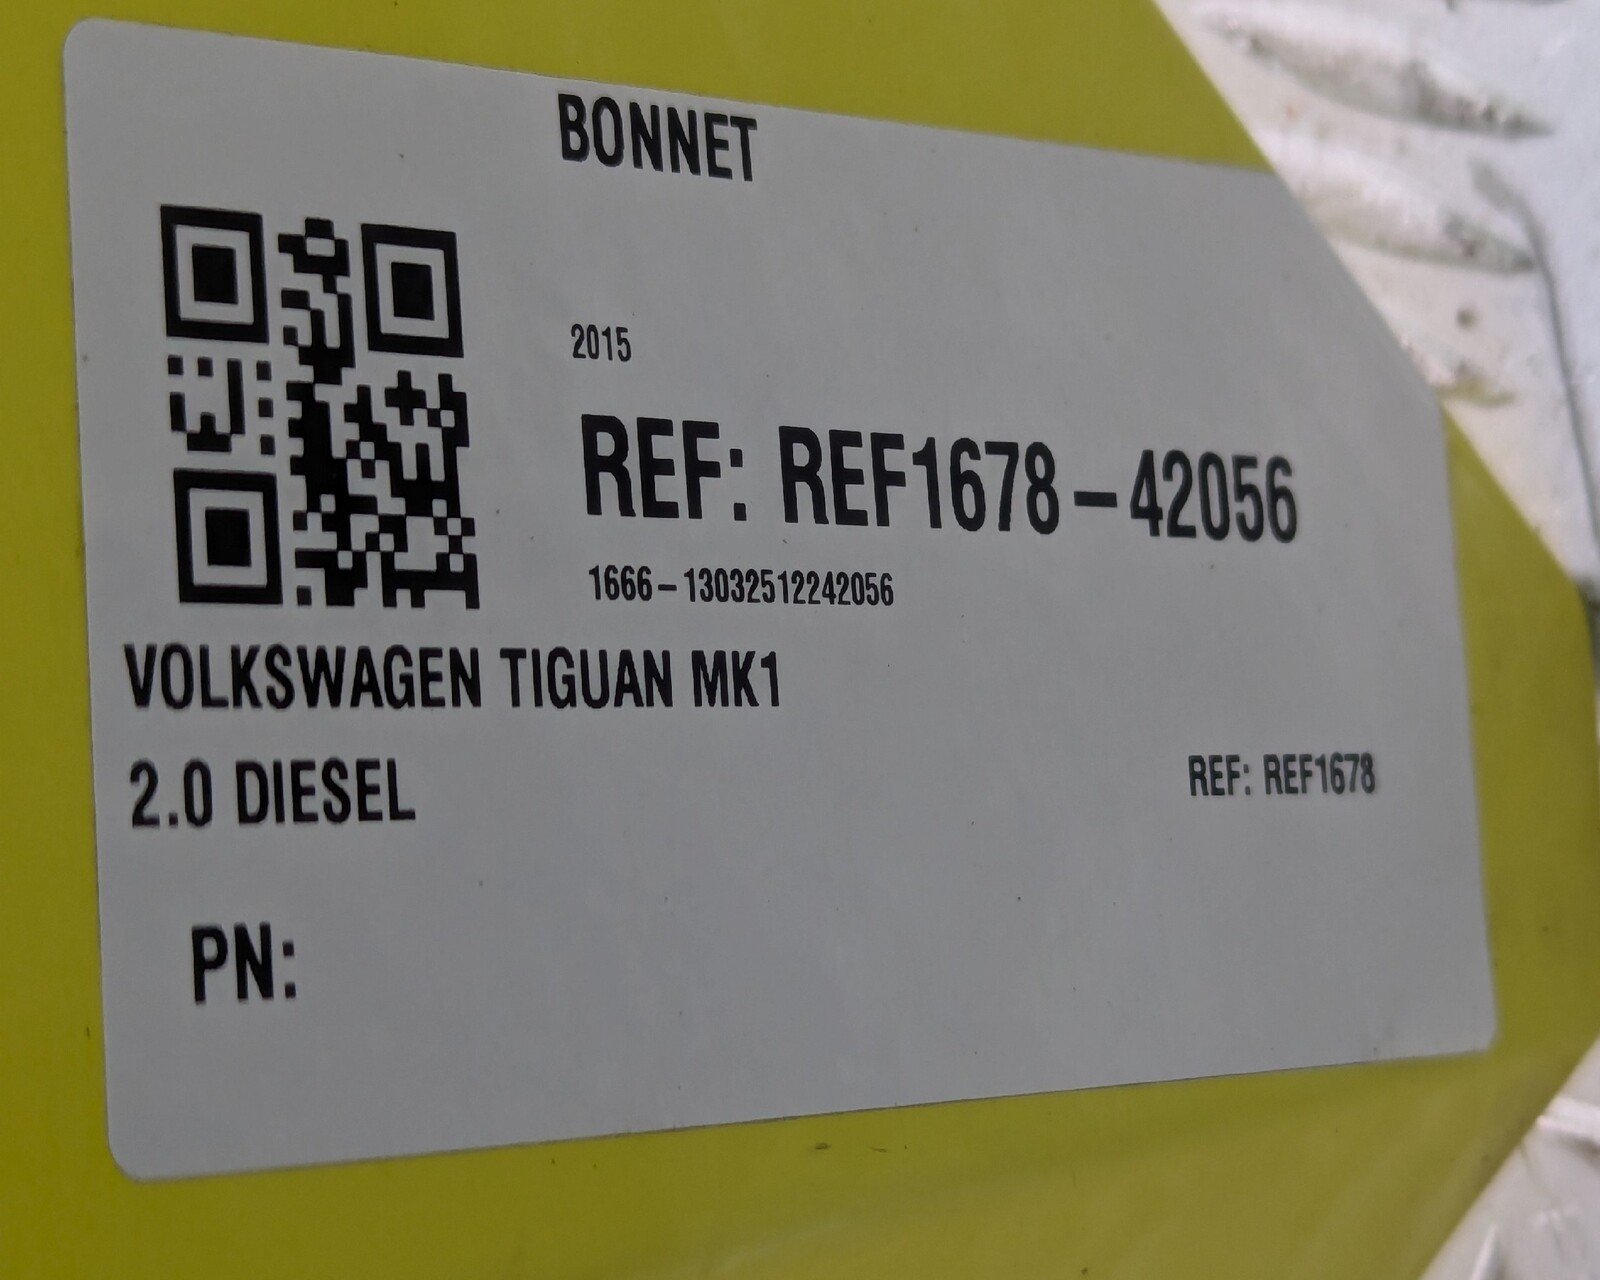 BONNET
2015
REF: REF1678-42056
1666-13032512242056
VOLKSWAGEN TIGUAN MK1
2.0 DIESEL
REF: REF1678
PN: